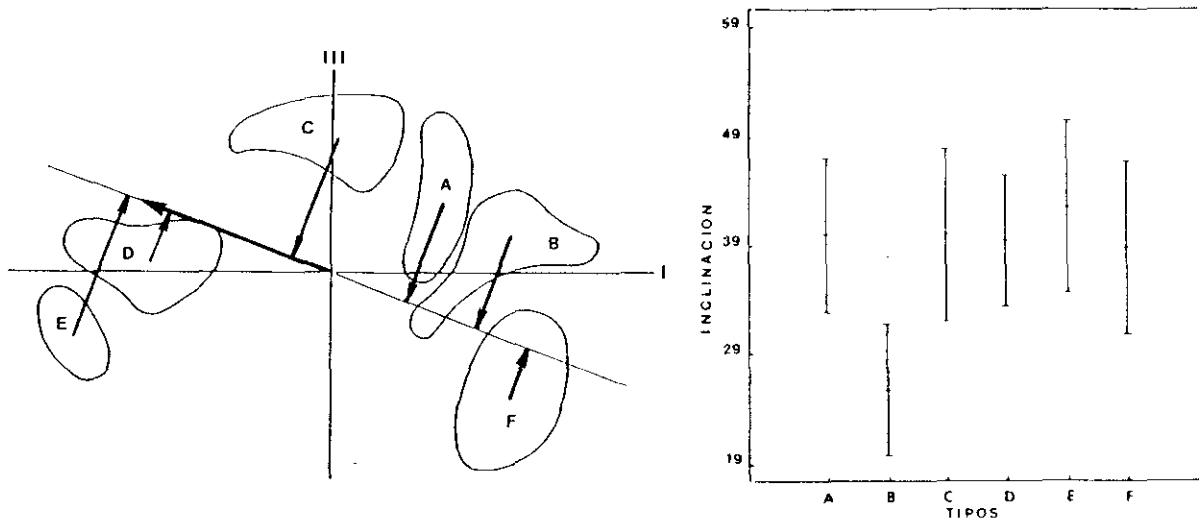 III
C
A
B
D
I
E
F
59
49
39
29
19
INCLINACION
A B C D E F
TIPOS